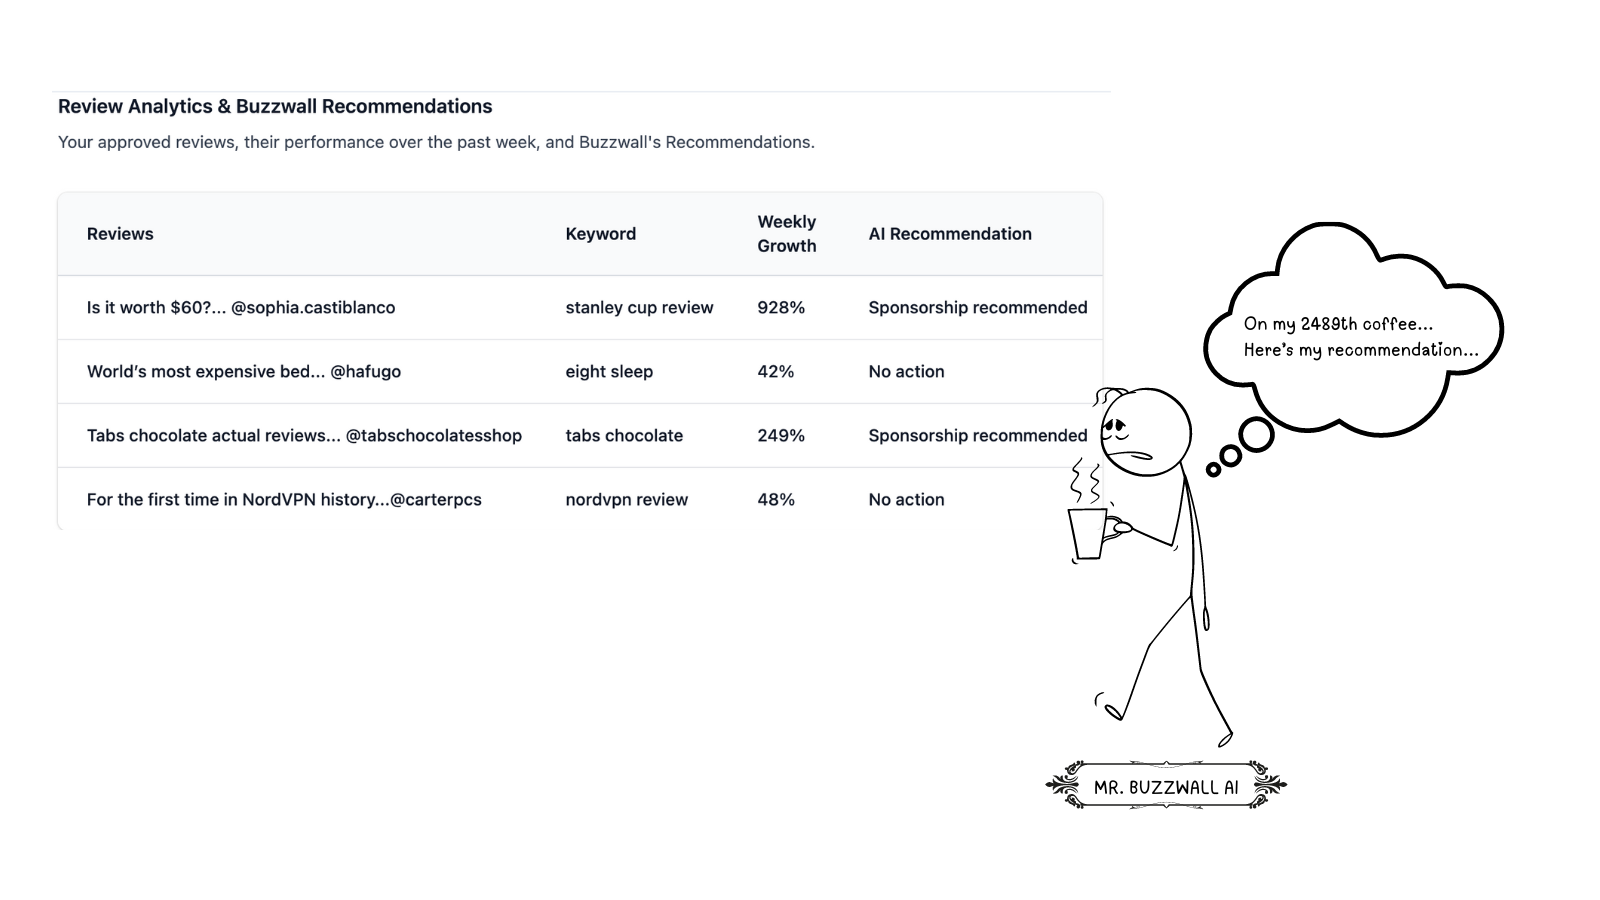 Review Analytics & Buzzwall Recommendations
Your approved reviews, their performance over the past week, and Buzzwall's Recommendations.
Reviews Keyword Weekly Growth AI Recommendation
Is it worth $60?... @sophia.castiblanco stanley cup review 928% Sponsorship recommended
World's most expensive bed... @hafugo eight sleep 42% No action
Tabs chocolate actual reviews... @tabschocolatesshop tabs chocolate 249% Sponsorship recommended
For the first time in NordVPN history...@carterpcs nordvpn review 48% No action
On my 2489th coffee...
Here's my recommendation...
MR. BUZZWALL AI